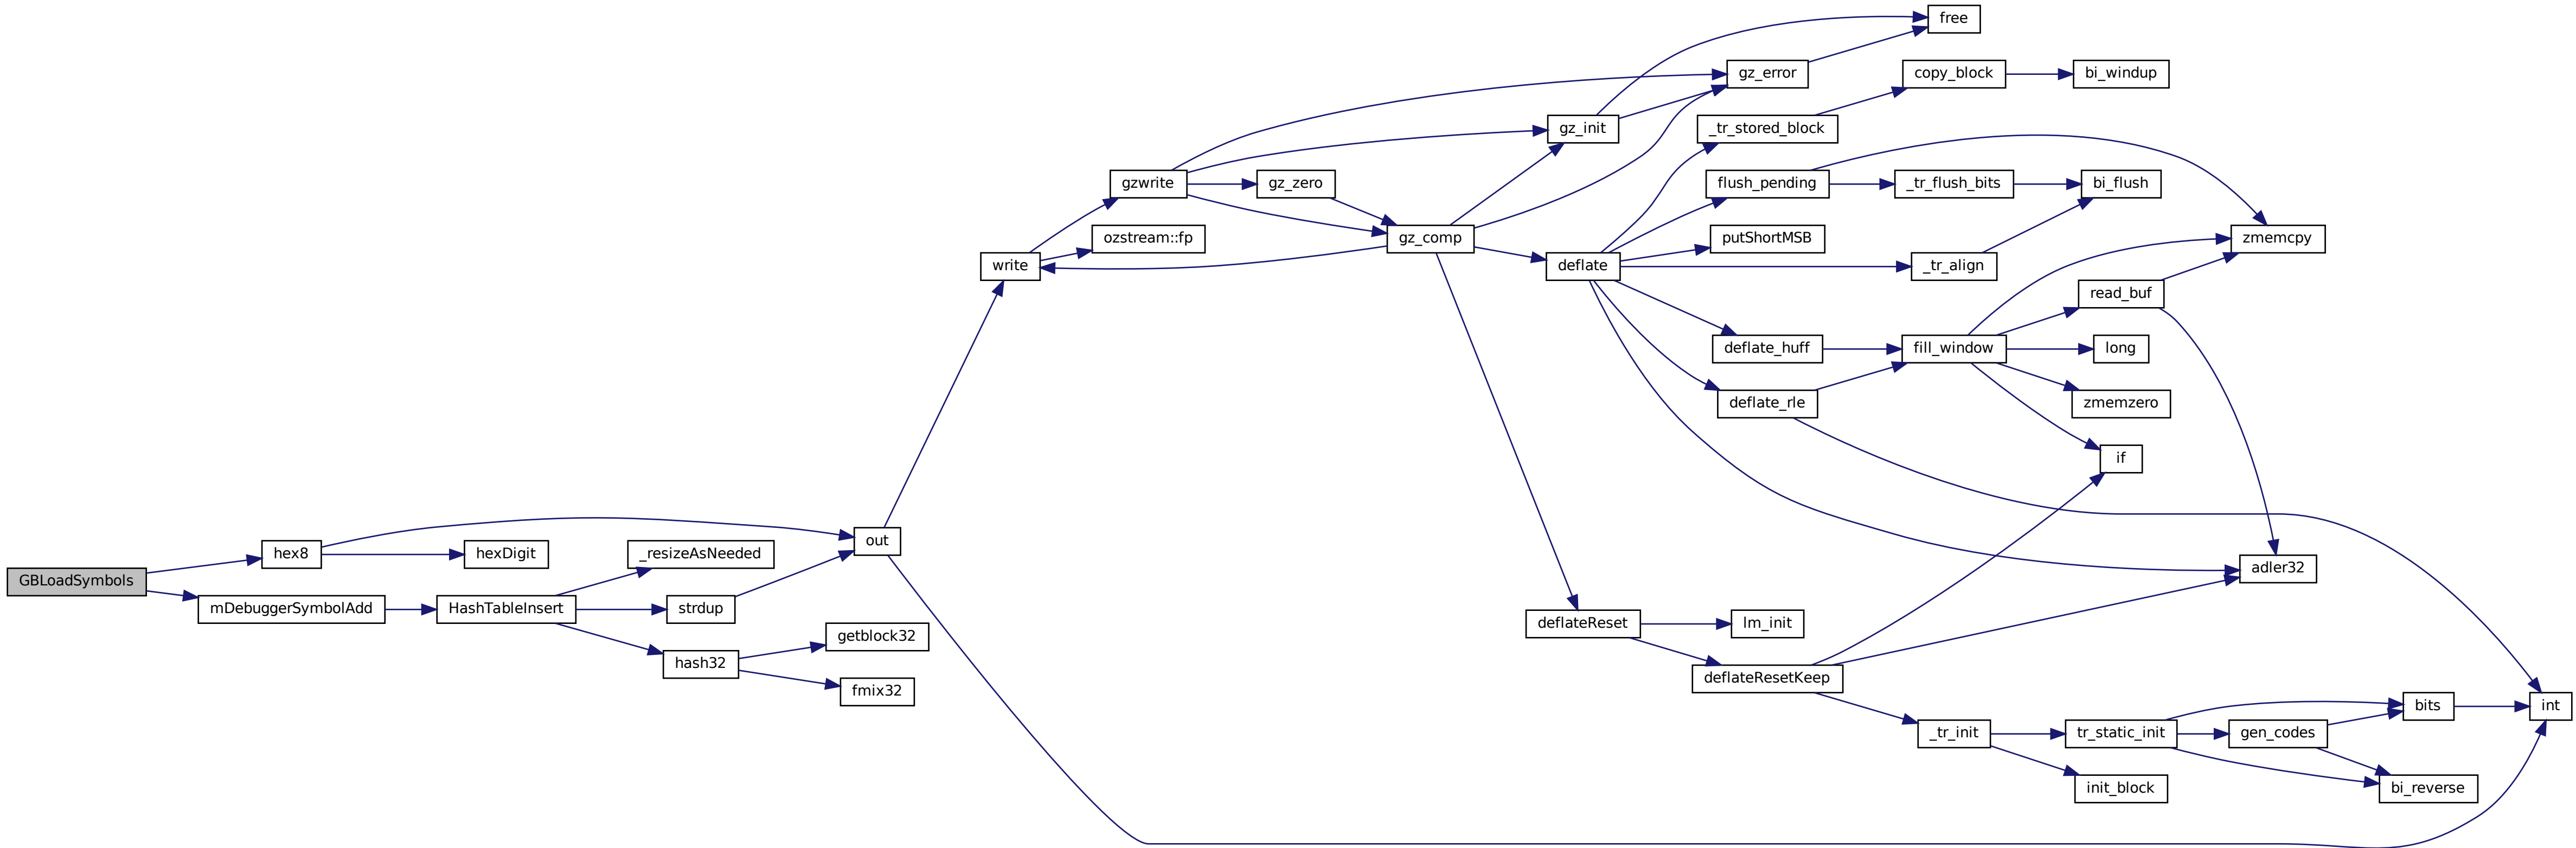 GBLoadSymbols
hex8
mDebuggerSymbolAdd
hexDigit
HashTableInsert
_resizeAsNeeded
strdup
hash32
out
getblock32
fmix32
write
gzwrite
ozstream::fp
gz_zero
gz_comp
gz_init
deflate
deflateReset
gz_error
_tr_stored_block
flush_pending
putShortMSB
deflate_huff
deflate_rle
lm_init
deflateResetKeep
free
copy_block
_tr_flush_bits
_tr_align
fill_window
_tr_init
bi_windup
bi_flush
read_buf
long
zmemzero
if
tr_static_init
init_block
zmemcpy
adler32
gen_codes
bits
bi_reverse
int